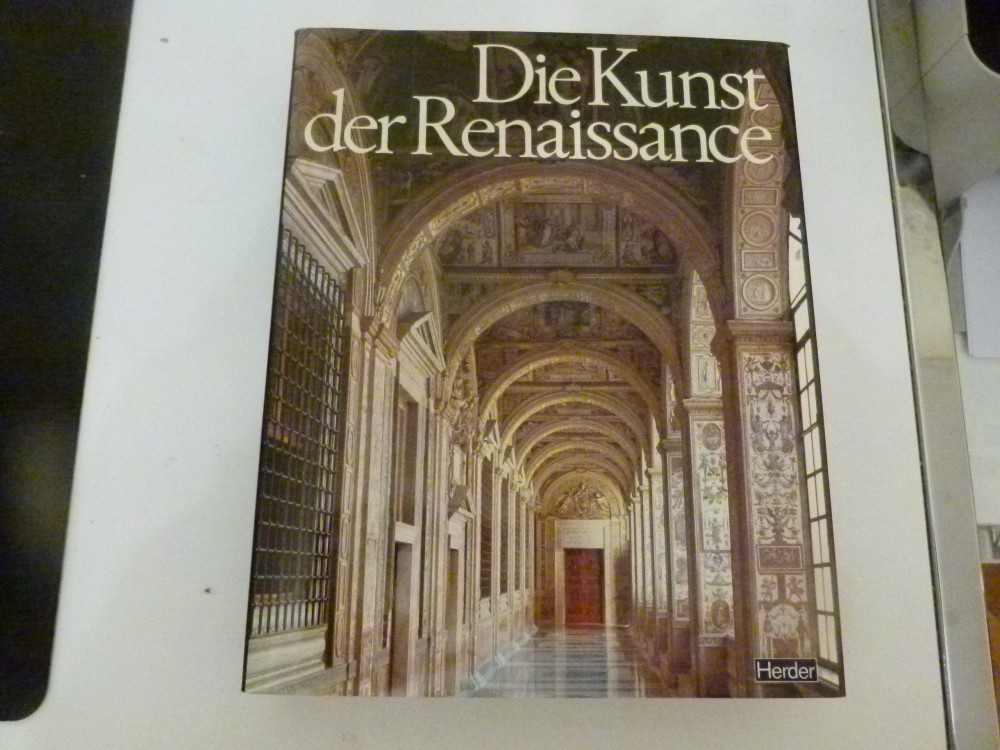 Die Kunst
der Renaissance
Herder